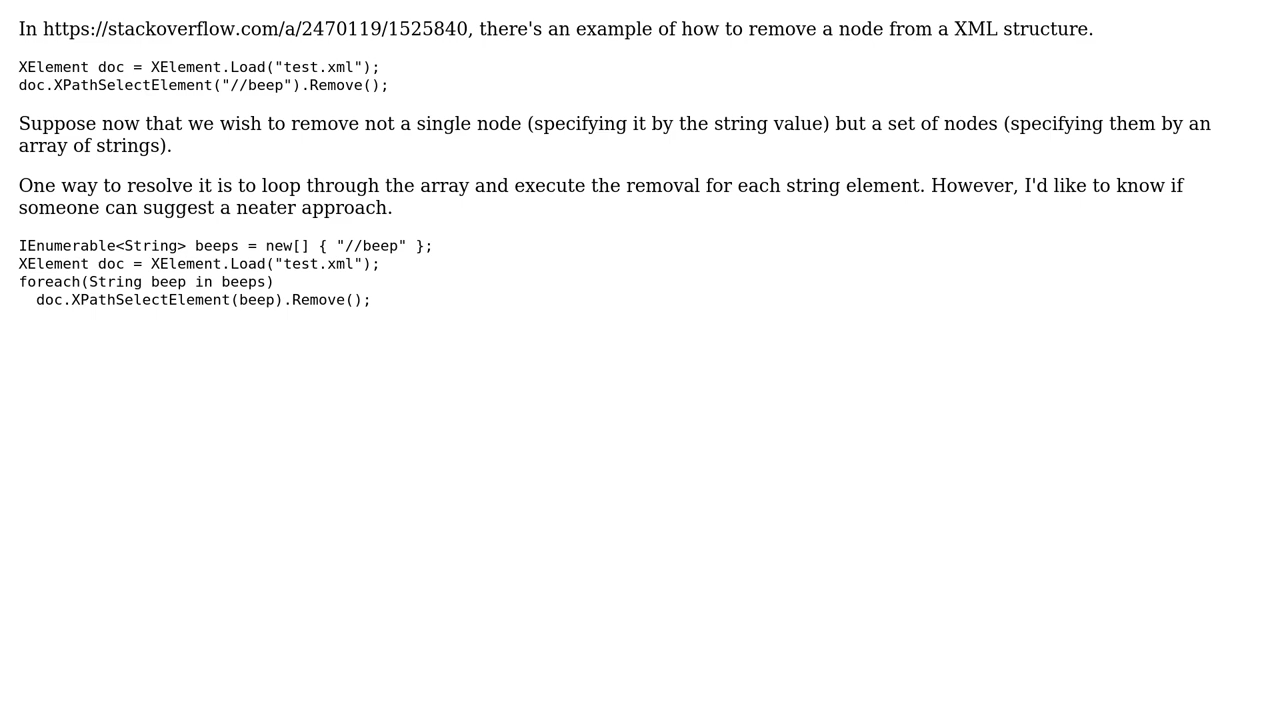 In https://stackoverflow.com/a/2470119/1525840, there's an example of how to remove a node from a XML structure.
XElement doc = XElement.Load("test.xml");
doc.XPathSelectElement("//beep").Remove();
Suppose now that we wish to remove not a single node (specifying it by the string value) but a set of nodes (specifying them by an
array of strings).
One way to resolve it is to loop through the array and execute the removal for each string element. However, I'd like to know if
someone can suggest a neater approach.
IEnumerable<String> beeps = new[] { "//beep" };
XElement doc = XElement.Load("test.xml");
foreach(String beep in beeps)
  doc.XPathSelectElement(beep).Remove();